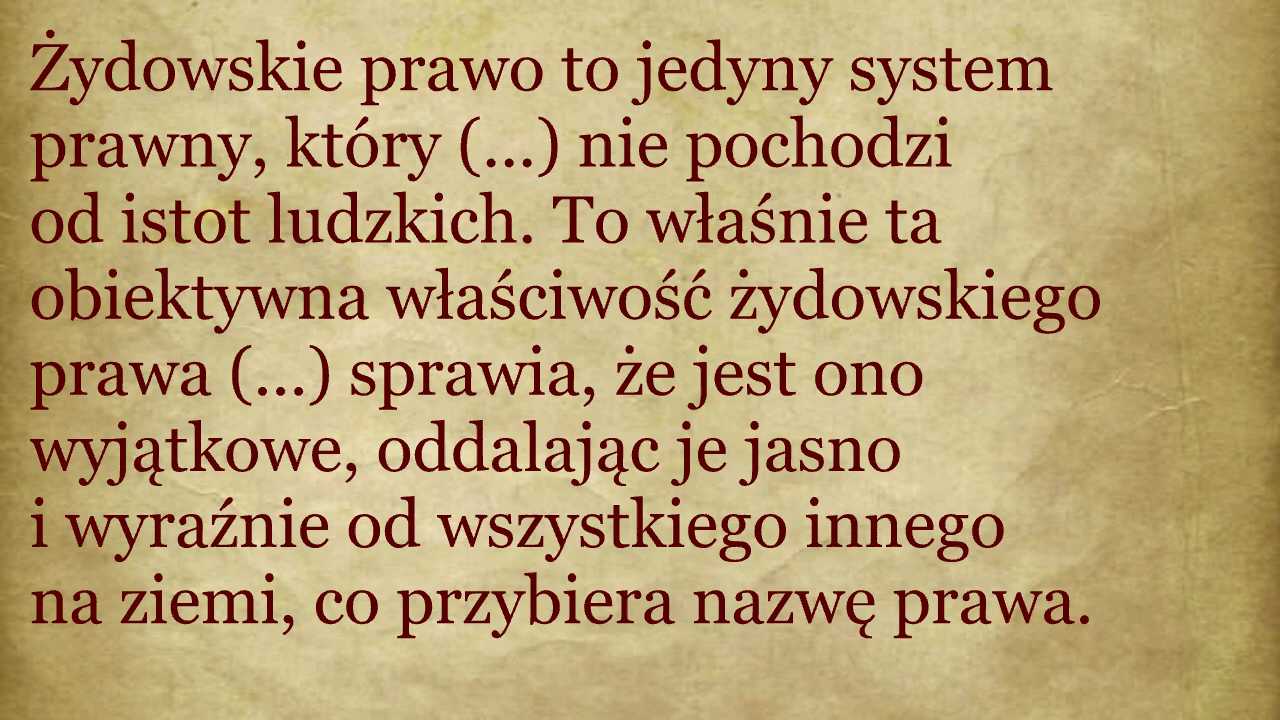 Żydowskie prawo to jedyny system
prawny, który (...) nie pochodzi
od istot ludzkich. To właśnie ta
obiektywna właściwość żydowskiego
prawa (...) sprawia, że jest ono
wyjątkowe, oddalając je jasno
i wyraźnie od wszystkiego innego
na ziemi, co przybiera nazwę prawa.